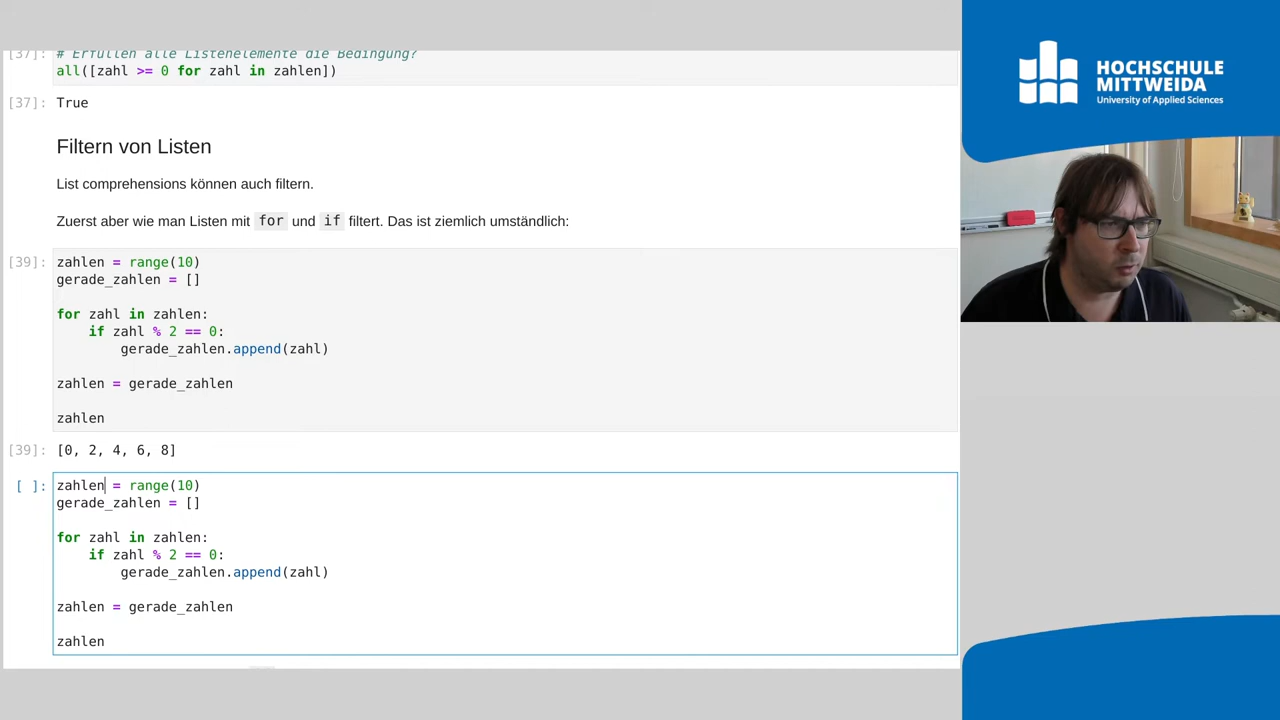 [37]: # Erfüllen alle Listenelemente die Bedingung?
all([zahl >= 0 for zahl in zahlen])
[37]: True
Filtern von Listen
List comprehensions können auch filtern.
Zuerst aber wie man Listen mit for und if filtert. Das ist ziemlich umständlich:
[39]: zahlen = range(10)
gerade_zahlen = []
for zahl in zahlen:
    if zahl % 2 == 0:
        gerade_zahlen.append(zahl)
zahlen = gerade_zahlen
zahlen
[39]: [0, 2, 4, 6, 8]
[ ]: zahlen = range(10)
gerade_zahlen = []
for zahl in zahlen:
    if zahl % 2 == 0:
        gerade_zahlen.append(zahl)
zahlen = gerade_zahlen
zahlen
HOCHSCHULE
MITTWEIDA
University of Applied Sciences